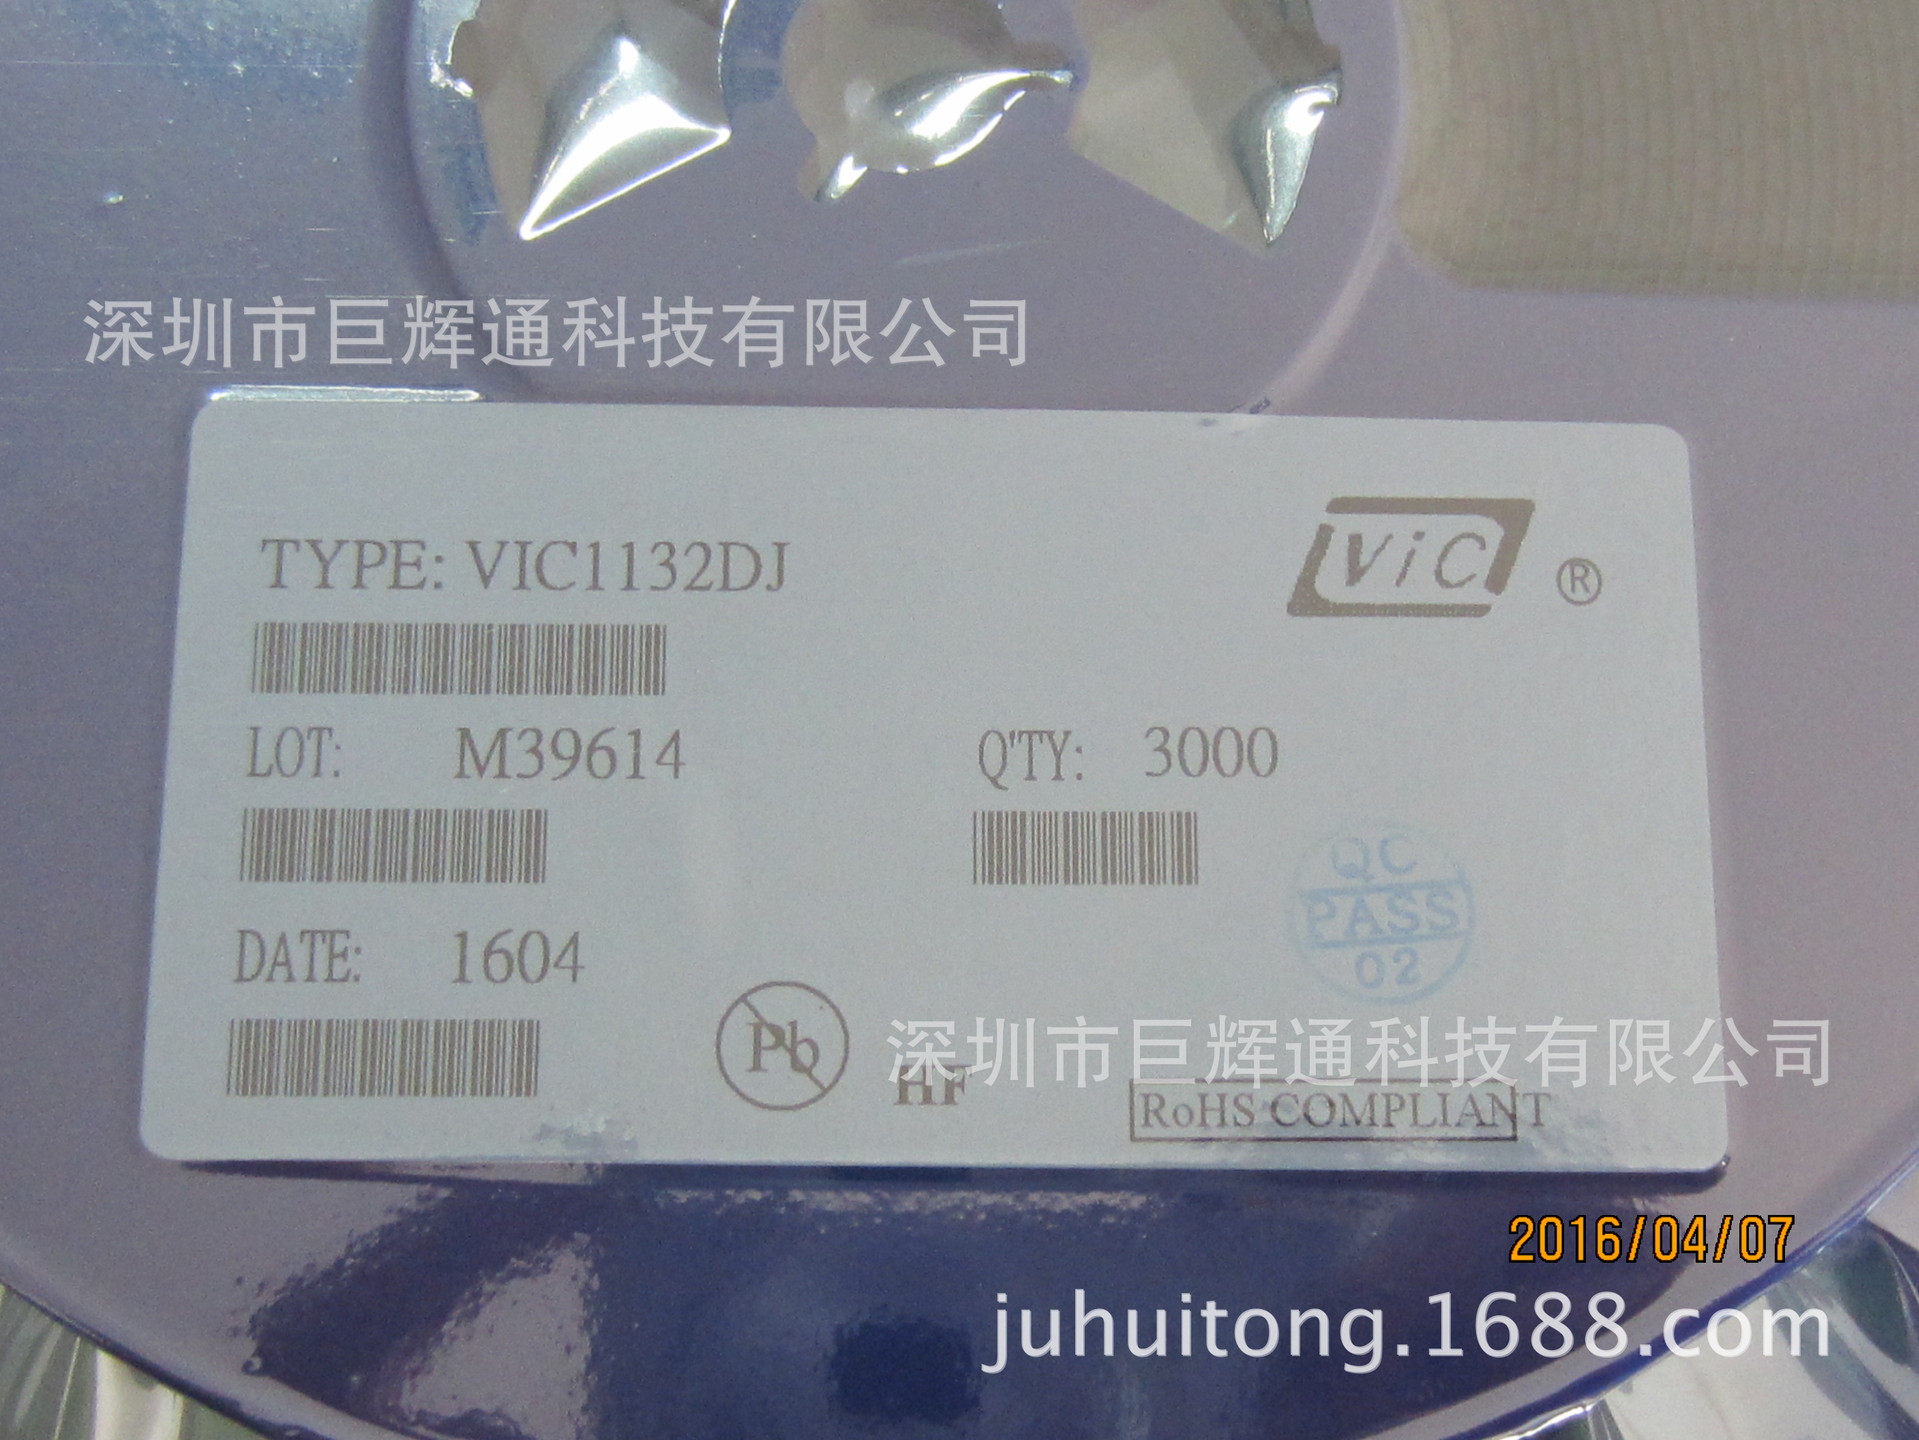 深圳市巨辉通科技有限公司
TYPE: VIC1132DJ
ViC ®
LOT: M39614
Q'TY: 3000
DATE: 1604
QC
PASS
02
Pb
HF
深圳市巨辉通科技有限公司
RoHS COMPLIANT
2016/04/07
juhuitong.1688.com